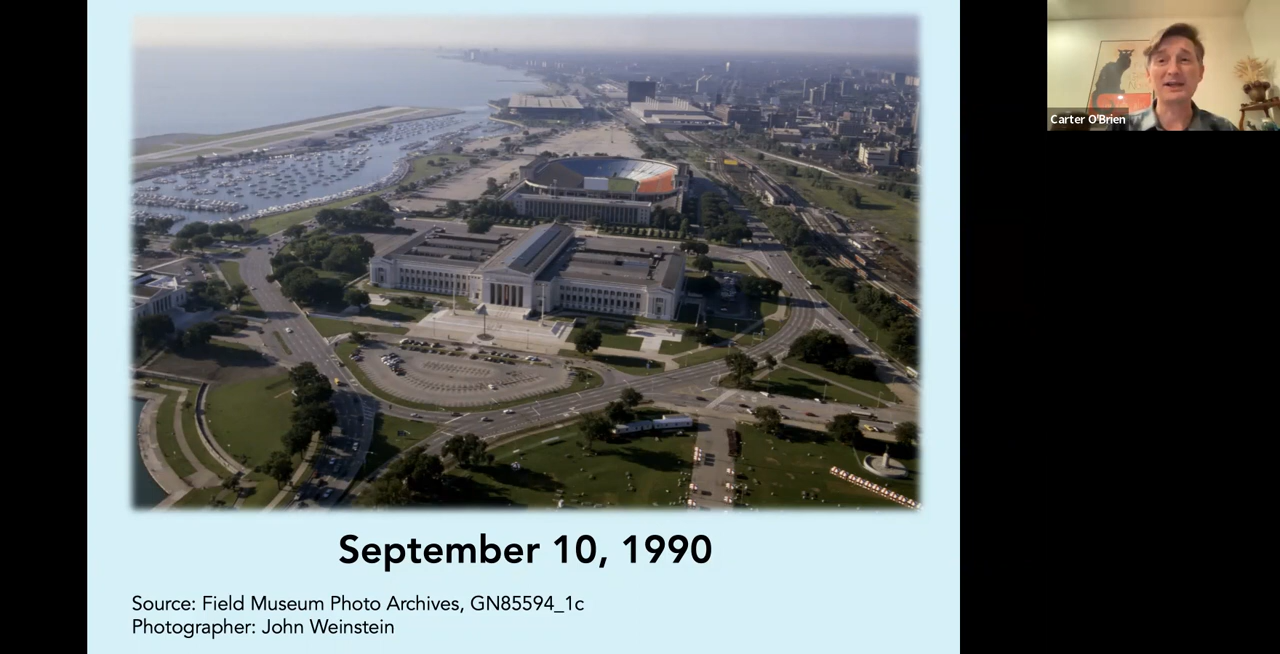 September 10, 1990
Source: Field Museum Photo Archives, GN85594_1c
Photographer: John Weinstein
Carter O'Brien